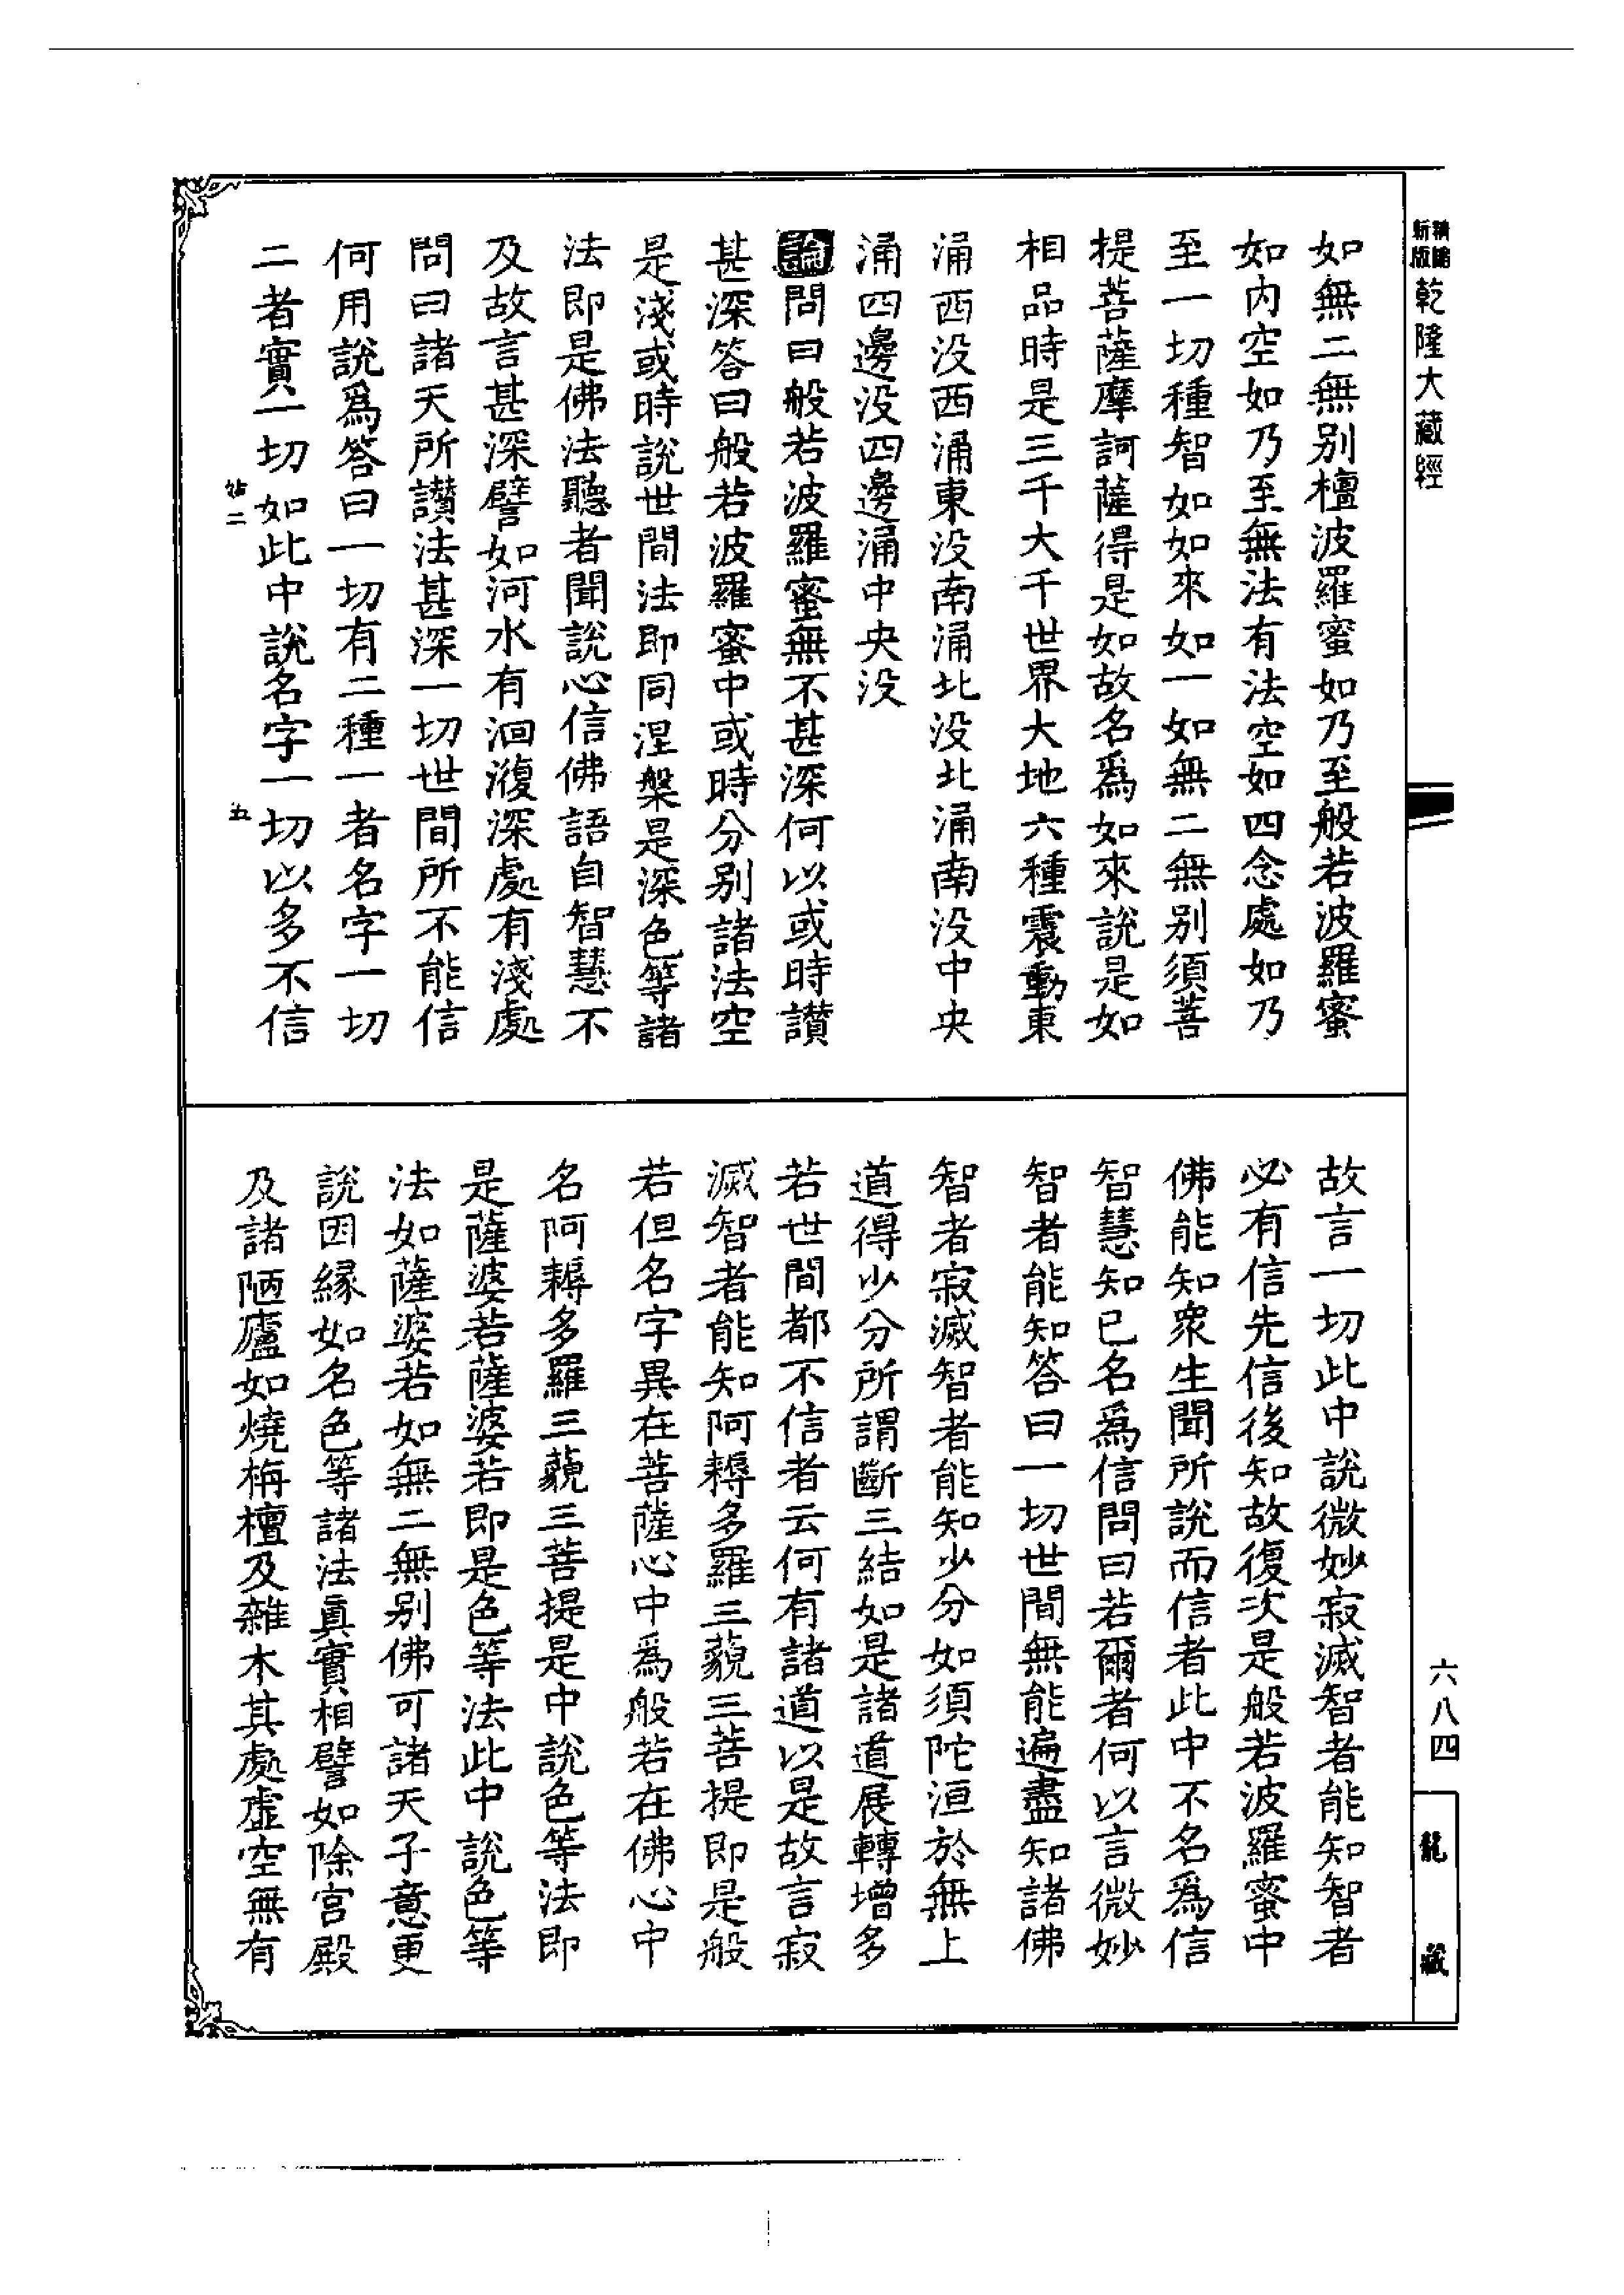 新版
精縮
乾隆大藏經
如無二無別檀波羅蜜如乃至般若波羅蜜
如內空如乃至無法有法空如四念處如乃
至一切種智如如來如一如無二無別須菩
提菩薩摩訶薩得是如故名爲如來說是如
相品時是三千大千世界大地六種震動東
涌西没西涌東没南涌北没北涌南没中央
涌四邊没四邊涌中央没
論問曰般若波羅蜜無不甚深何以或時讃
甚深答曰般若波羅蜜中或時分別諸法空
是淺或時說世間法即同涅槃是深色等諸
法即是佛法聽者聞說心信佛語自智慧不
及故言甚深譬如河水有洄澓深處有淺處
問曰諸天所讃法甚深一切世間所不能信
何用說爲答曰一切有二種一者名字一切
二者實一切如此中說名字一切以多不信
二
五
故言一切此中說微妙寂滅智者能知智者
必有信先信後知故復次是般若波羅蜜中
佛能知衆生聞所說而信者此中不名爲信
智慧知已名爲信問曰若爾者何以言微妙
智者能知答曰一切世間無能遍盡知諸佛
智者寂滅智者能知少分如須陀洹於無上
道得少分所謂斷三結如是諸道展轉增多
若世間都不信者云何有諸道以是故言寂
滅智者能知阿耨多羅三藐三菩提即是般
若但名字異在菩薩心中爲般若在佛心中
名阿耨多羅三藐三菩提是中說色等法即
是薩婆若薩婆若即是色等法此中說色等
法如薩婆若如無二無別佛可諸天子意更
說因緣如名色等諸法真實相譬如除宮殿
及諸陋廬如燒栴檀及雜木其處虛空無有
六八四
龍藏